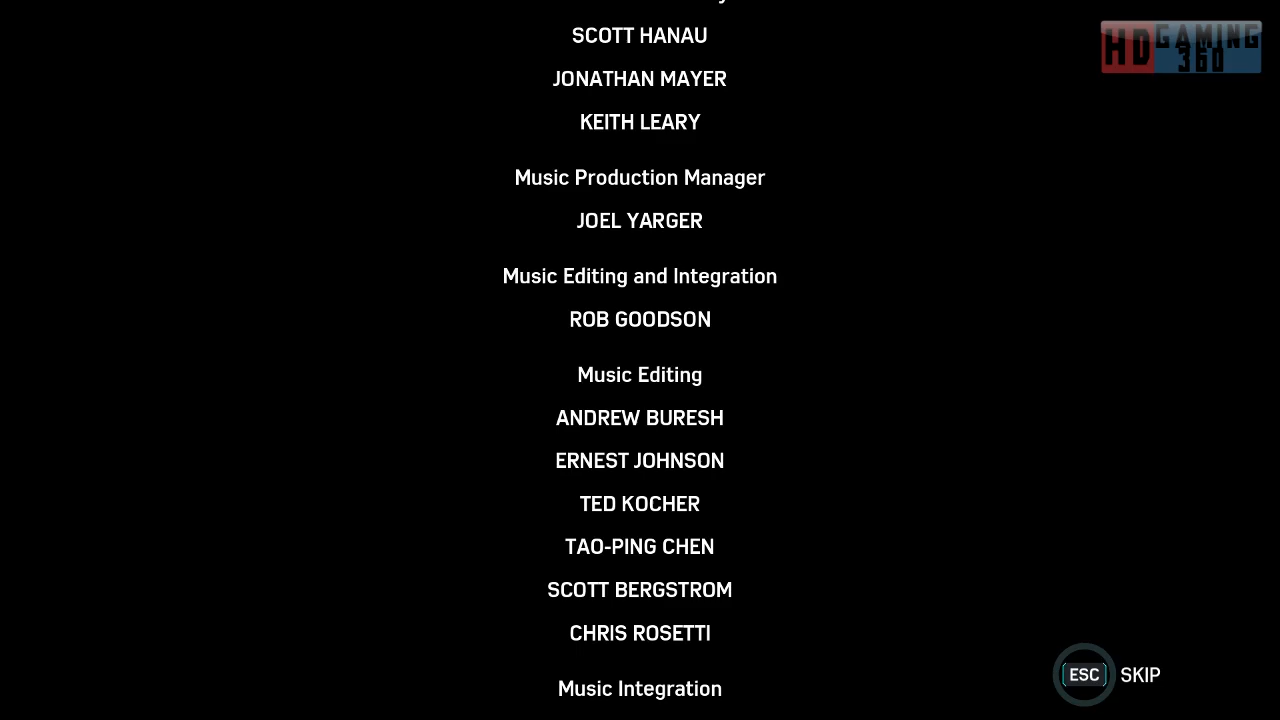 SCOTT HANAU
JONATHAN MAYER
KEITH LEARY
Music Production Manager
JOEL YARGER
Music Editing and Integration
ROB GOODSON
Music Editing
ANDREW BURESH
ERNEST JOHNSON
TED KOCHER
TAO-PING CHEN
SCOTT BERGSTROM
CHRIS ROSETTI
Music Integration
HD GAMING
360
ESC SKIP